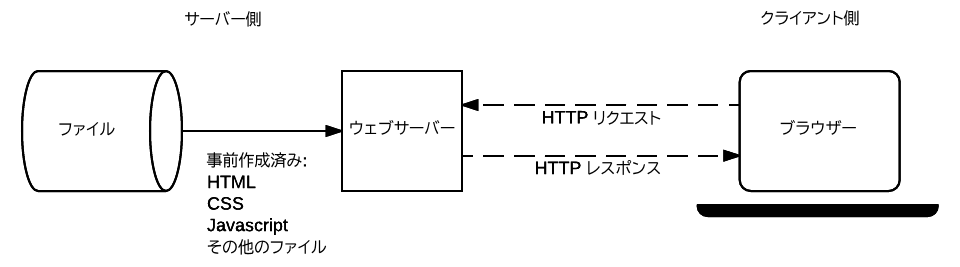 サーバー側
クライアント側
ファイル
ウェブサーバー
HTTP リクエスト
ブラウザー
HTTP レスポンス
事前作成済み:
HTML
CSS
Javascript
その他のファイル